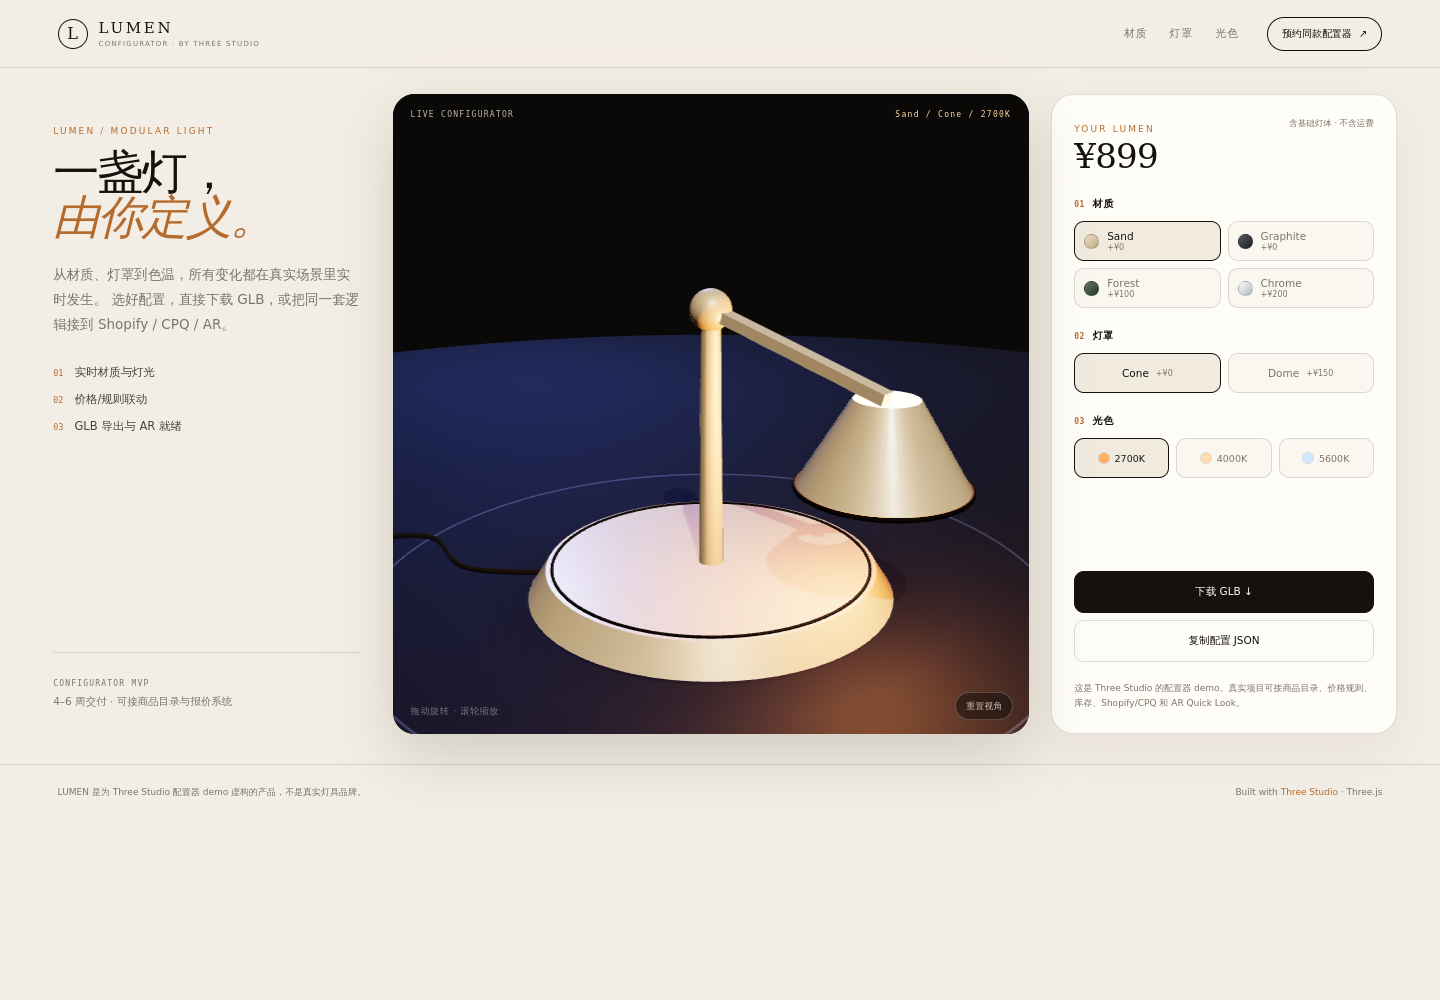 L
LUMEN
CONFIGURATOR · BY THREE STUDIO
材质
灯罩
光色
预约同款配置器 ↗
LUMEN / MODULAR LIGHT
一盏灯，
由你定义。
从材质、灯罩到色温，所有变化都在真实场景里实
时发生。 选好配置，直接下载 GLB，或把同一套逻
辑接到 Shopify / CPQ / AR。
01 实时材质与灯光
02 价格/规则联动
03 GLB 导出与 AR 就绪
CONFIGURATOR MVP
4–6 周交付 · 可接商品目录与报价系统
LIVE CONFIGURATOR
Sand / Cone / 2700K
拖动旋转 · 滚轮缩放
重置视角
YOUR LUMEN
¥899
含基础灯体 · 不含运费
01 材质
Sand
+¥0
Graphite
+¥0
Forest
+¥100
Chrome
+¥200
02 灯罩
Cone +¥0
Dome +¥150
03 光色
2700K
4000K
5600K
下载 GLB ↓
复制配置 JSON
这是 Three Studio 的配置器 demo。真实项目可接商品目录、价格规则、
库存、Shopify/CPQ 和 AR Quick Look。
LUMEN 是为 Three Studio 配置器 demo 虚构的产品，不是真实灯具品牌。
Built with Three Studio · Three.js